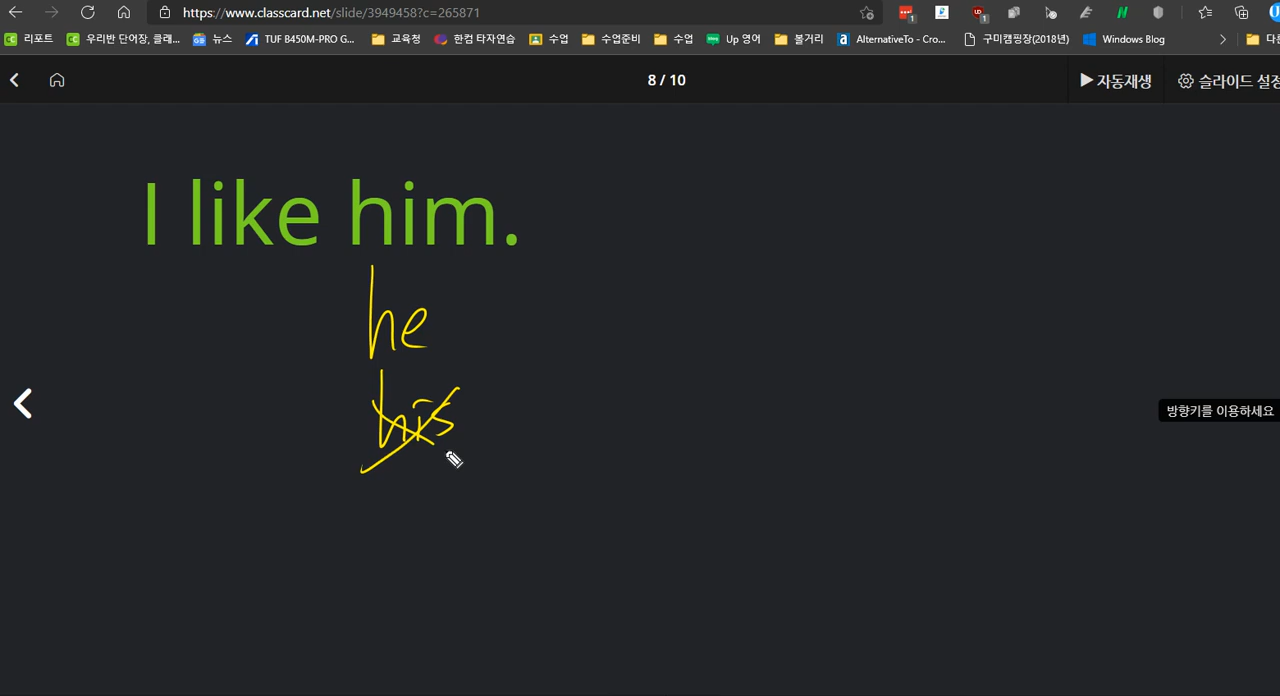 https://www.classcard.net/slide/3949458?c=265871
리포트 우리반 단어장, 클래... 뉴스 TUF B450M-PRO G... 교육청 한컴 타자연습 수업 수업준비 수업 Up 영어 볼거리 AlternativeTo - Cro... 구미캠핑장(2018년) Windows Blog 다른
8 / 10 ▶자동재생 슬라이드 설정
I like him.
he
his
방향키를 이용하세요